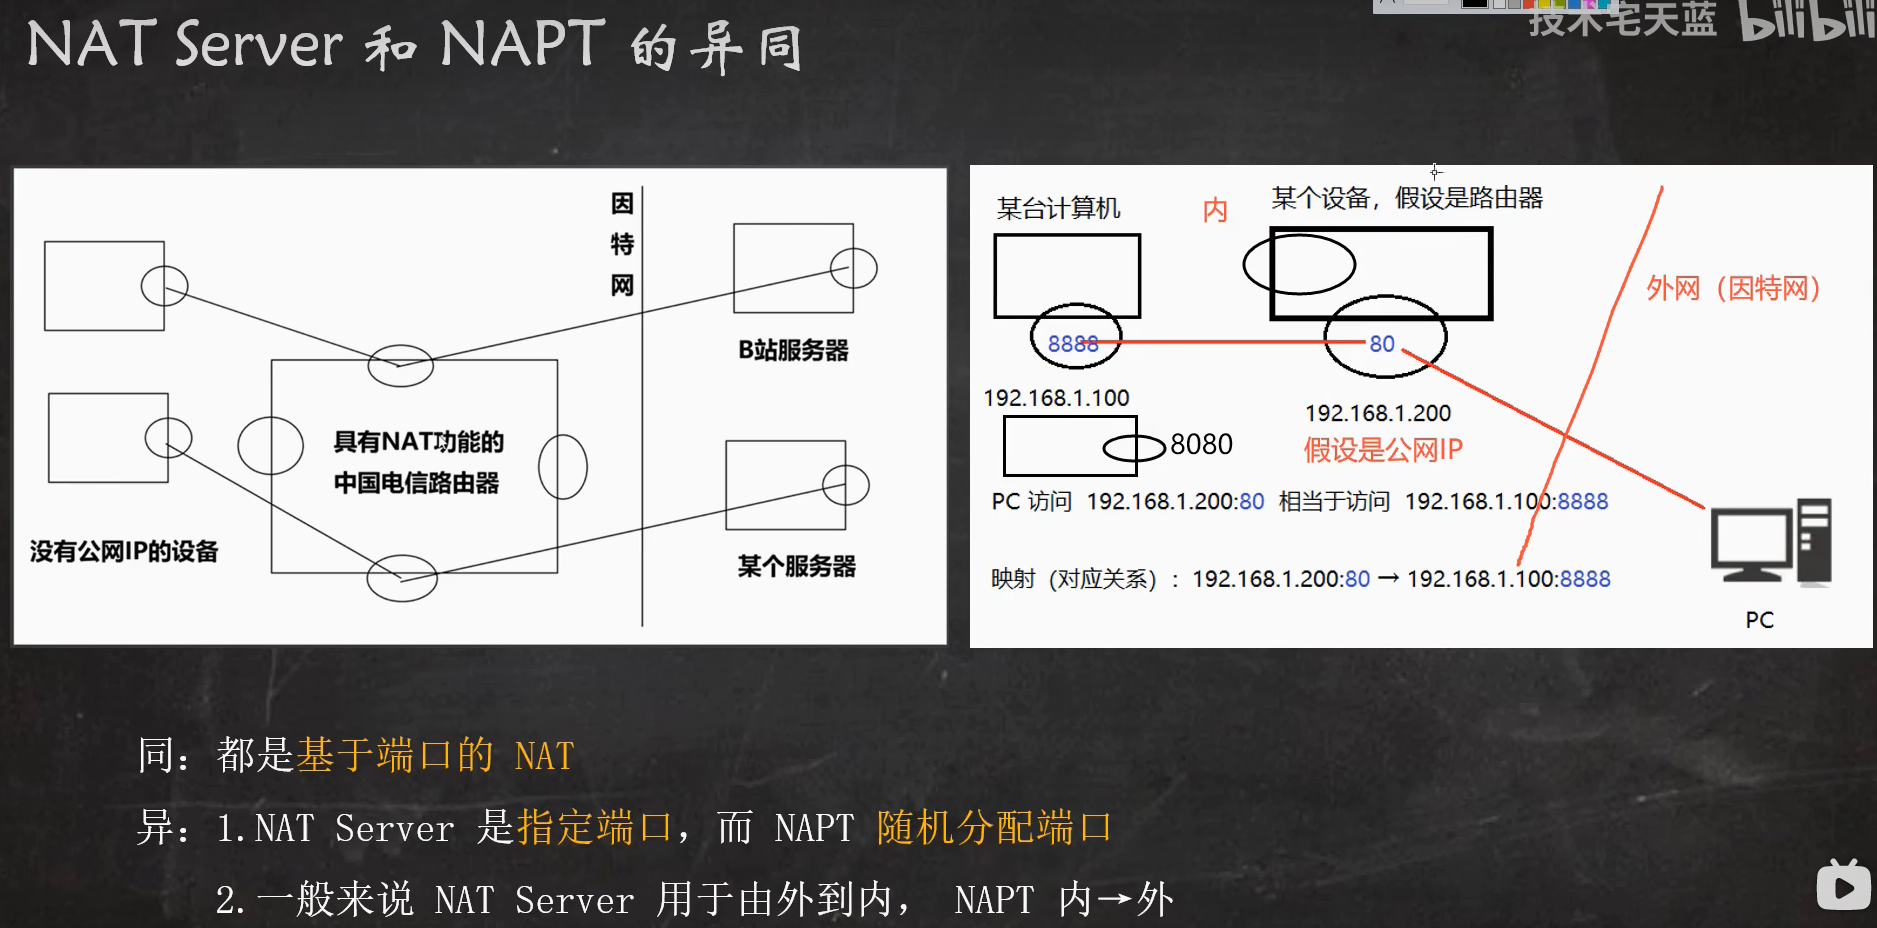 NAT Server 和 NAPT 的异同
技术宅天蓝 bilibili
因
特
网
B站服务器
具有NAT功能的
中国电信路由器
没有公网IP的设备
某个服务器
某台计算机
内
某个设备，假设是路由器
外网（因特网）
8888
80
192.168.1.100
192.168.1.200
8080
假设是公网IP
PC 访问 192.168.1.200:80 相当于访问 192.168.1.100:8888
映射（对应关系）：192.168.1.200:80 → 192.168.1.100:8888
PC
同: 都是基于端口的 NAT
异: 1.NAT Server 是指定端口，而 NAPT 随机分配端口
2.一般来说 NAT Server 用于由外到内， NAPT 内→外